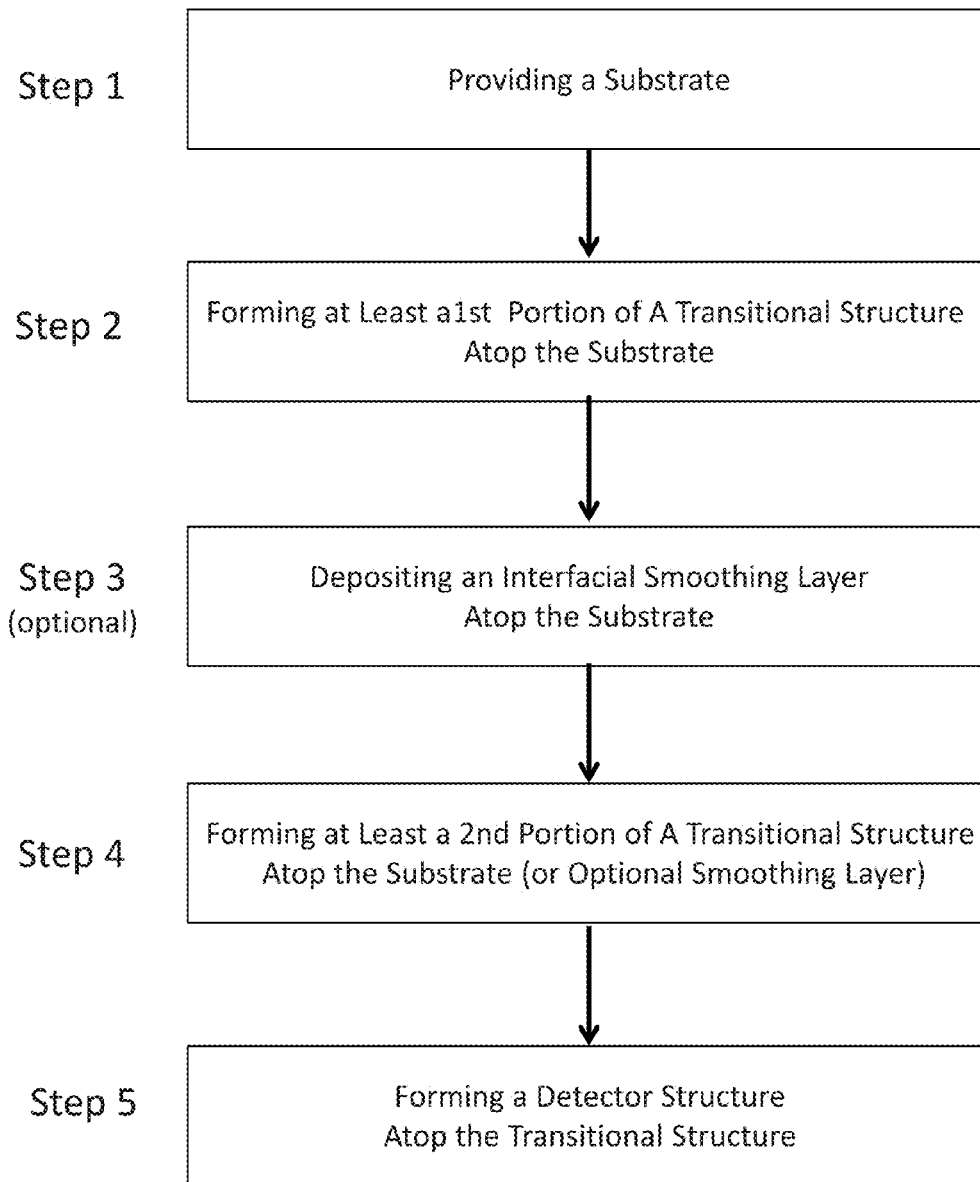 Step 1
Providing a Substrate
Step 2
Forming at Least a1st Portion of A Transitional Structure
Atop the Substrate
Step 3
(optional)
Depositing an Interfacial Smoothing Layer
Atop the Substrate
Step 4
Forming at Least a 2nd Portion of A Transitional Structure
Atop the Substrate (or Optional Smoothing Layer)
Step 5
Forming a Detector Structure
Atop the Transitional Structure